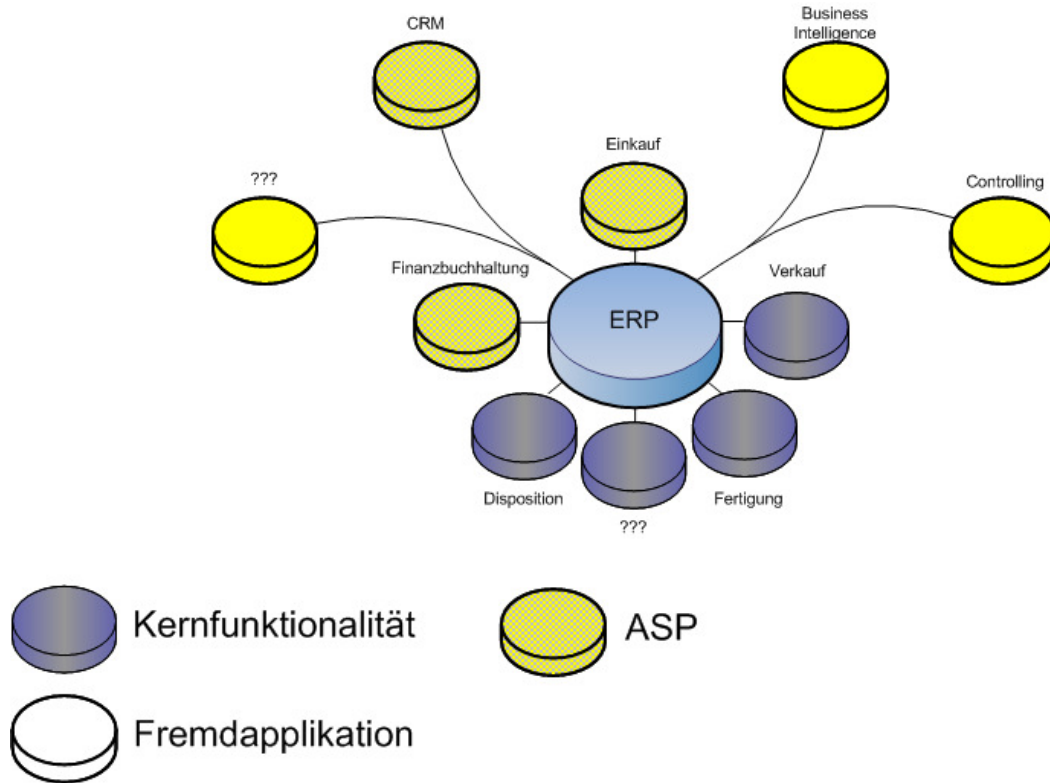 CRM
Business
Intelligence
Einkauf
???
Controlling
Finanzbuchhaltung
Verkauf
ERP
Disposition
Fertigung
???
Kernfunktionalität
ASP
Fremdapplikation